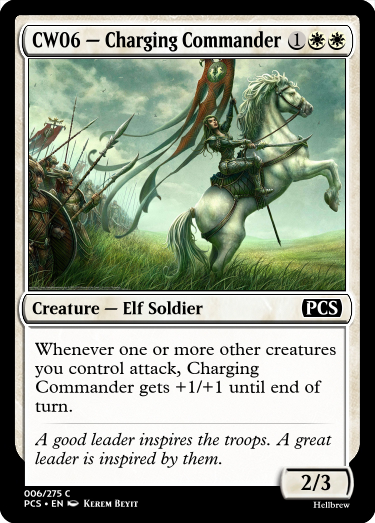 CW06 — Charging Commander 1
Creature — Elf Soldier PCS
Whenever one or more other creatures
you control attack, Charging
Commander gets +1/+1 until end of
turn.
A good leader inspires the troops. A great
leader is inspired by them.
2/3
006/275 C
PCS • EN Kerem Beyit
Hellbrew